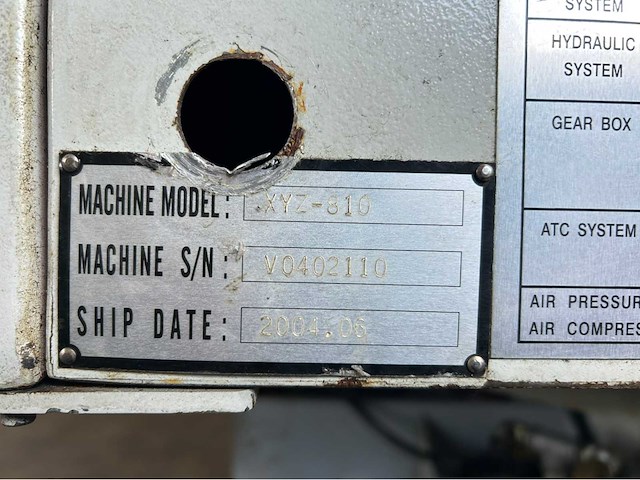 MACHINE MODEL: XYZ-810
MACHINE S/N: V0402110
SHIP DATE: 2004.06
SYSTEM
HYDRAULIC
SYSTEM
GEAR BOX
ATC SYSTEM
AIR PRESSUR
AIR COMPRES